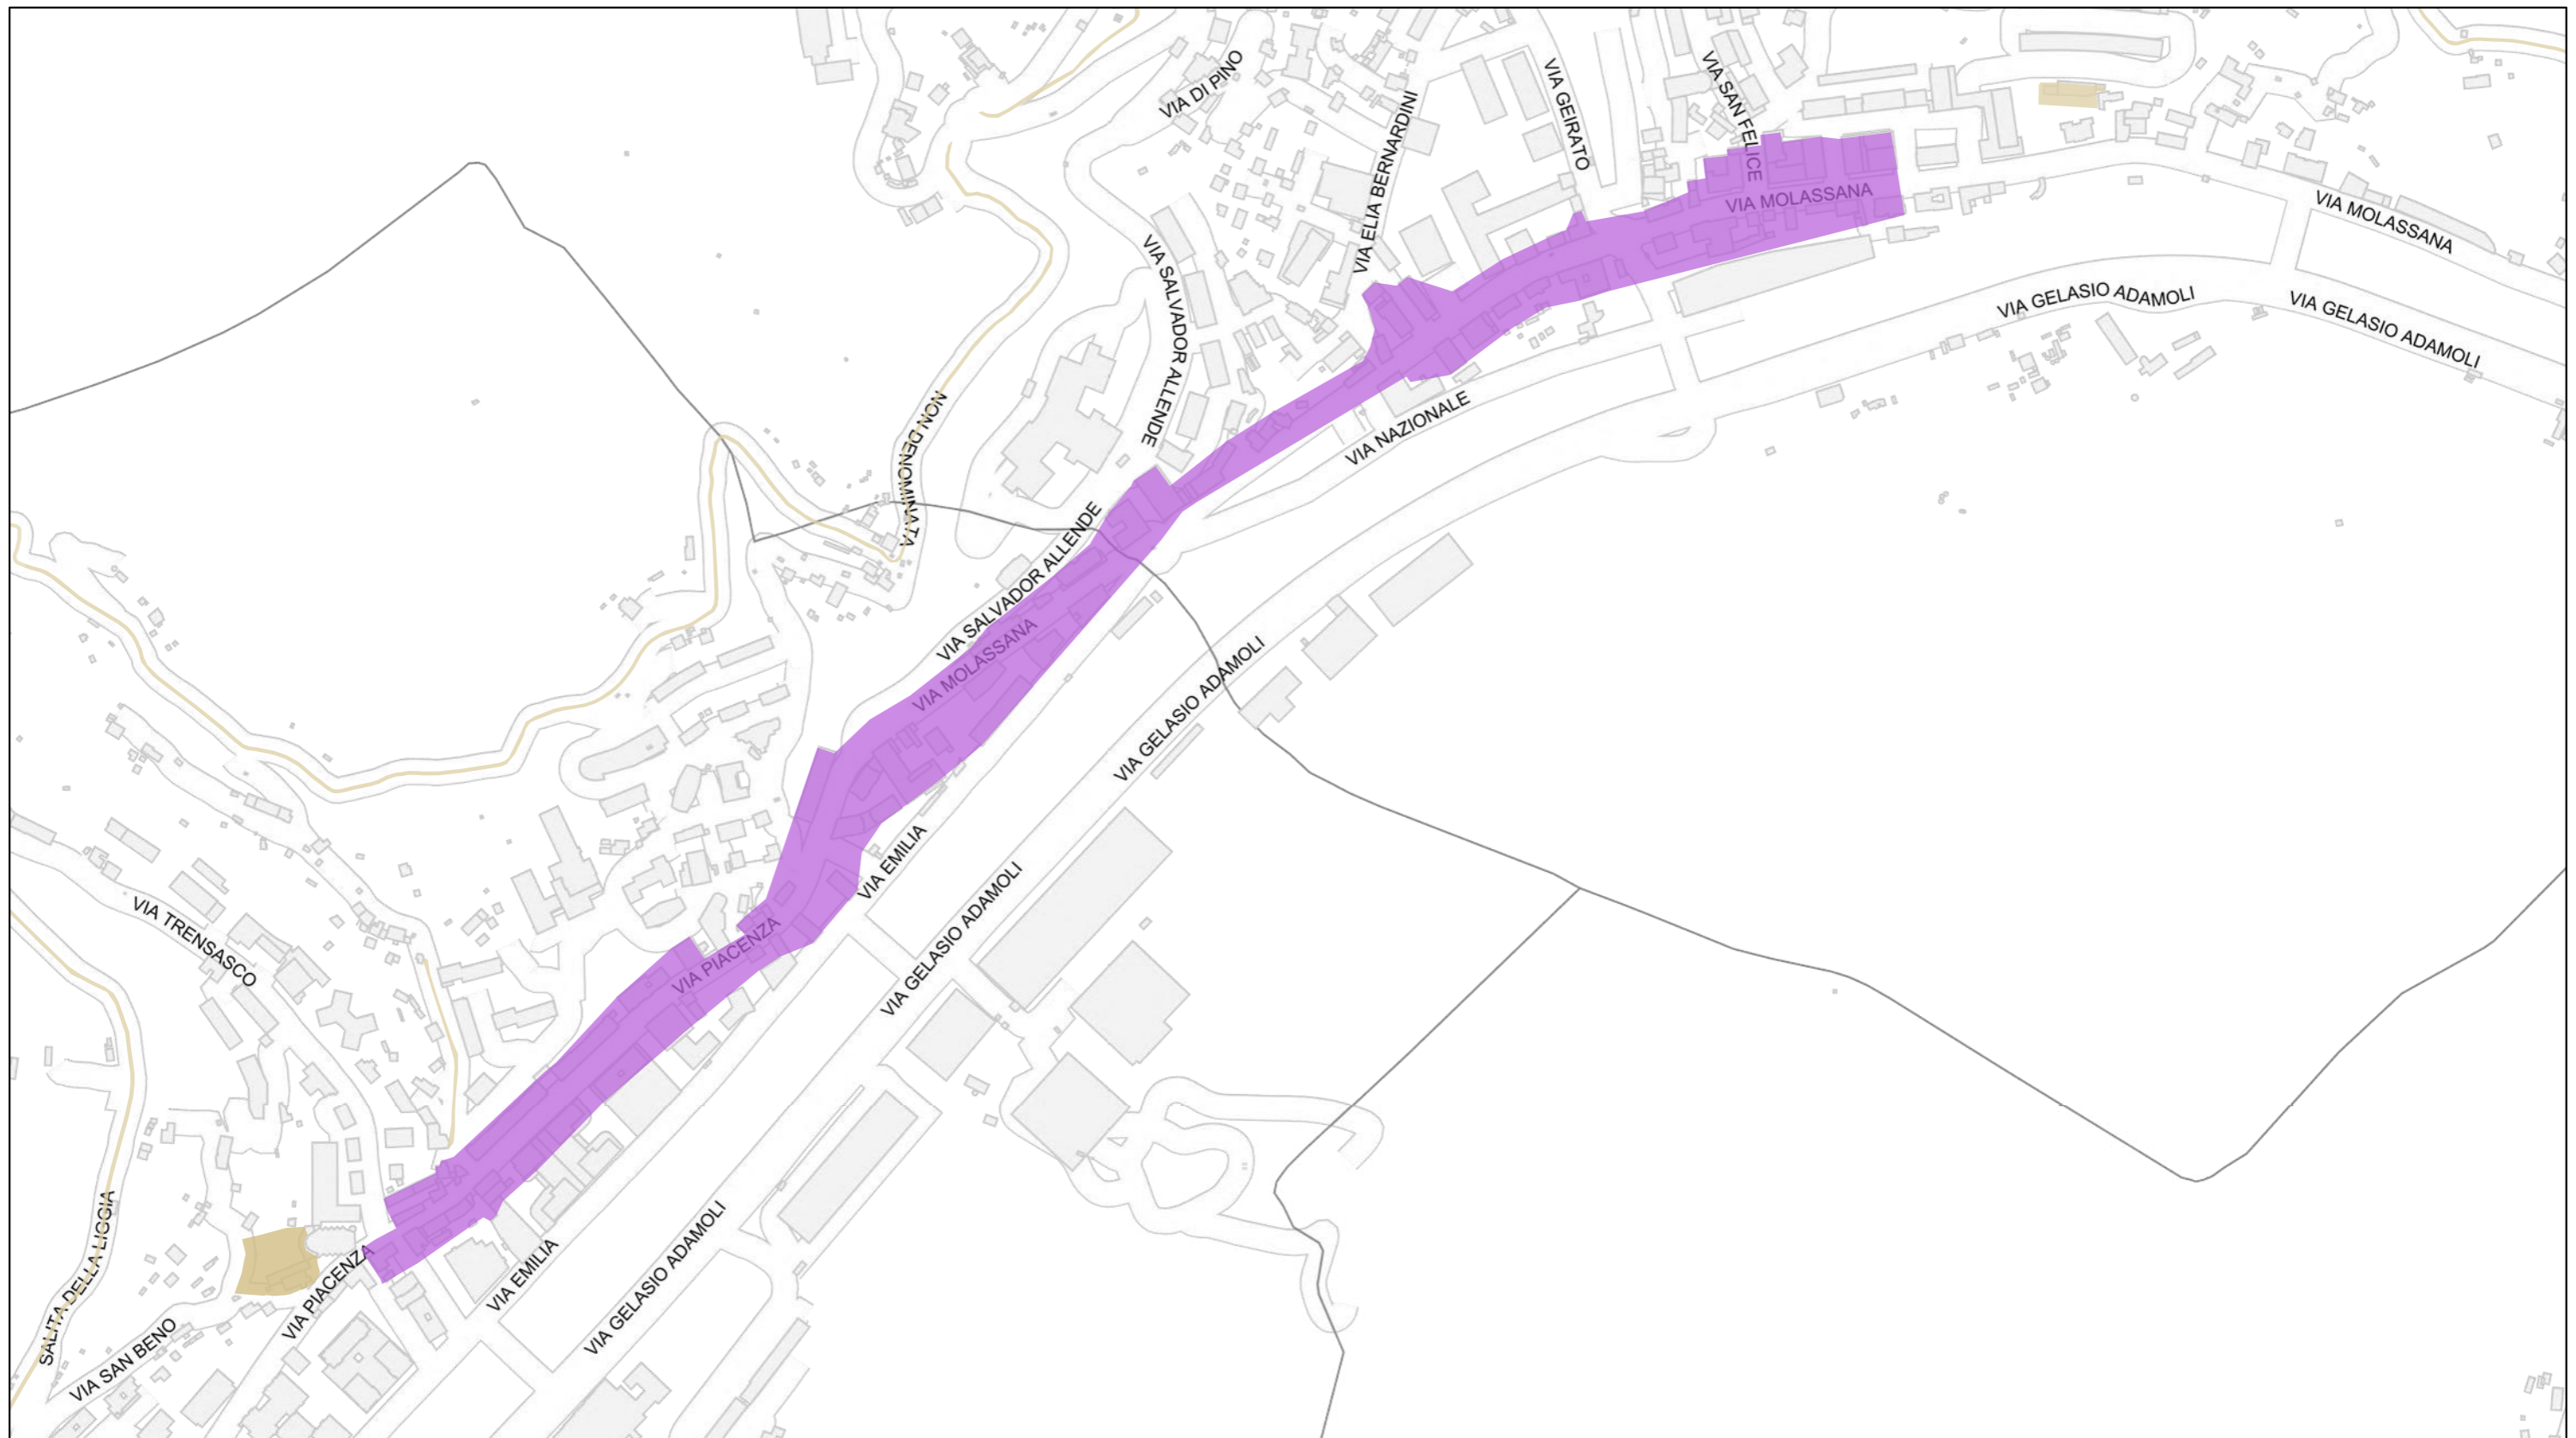 VIA DI PINO
VIA GEIRATO
VIA SAN FELICE
VIA ELIA BERNARDINI
VIA MOLASSANA
VIA MOLASSANA
VIA SALVADOR ALLENDE
VIA GELASIO ADAMOLI
VIA GELASIO ADAMOLI
VIA NAZIONALE
NON DENOMINATA
VIA SALVADOR ALLENDE
VIA MOLASSANA
VIA GELASIO ADAMOLI
VIA EMILIA
VIA GELASIO ADAMOLI
VIA PIACENZA
VIA TRENSASCO
SALITA DELLA LIGGIA
VIA PIACENZA
VIA EMILIA
VIA GELASIO ADAMOLI
VIA SAN BENO